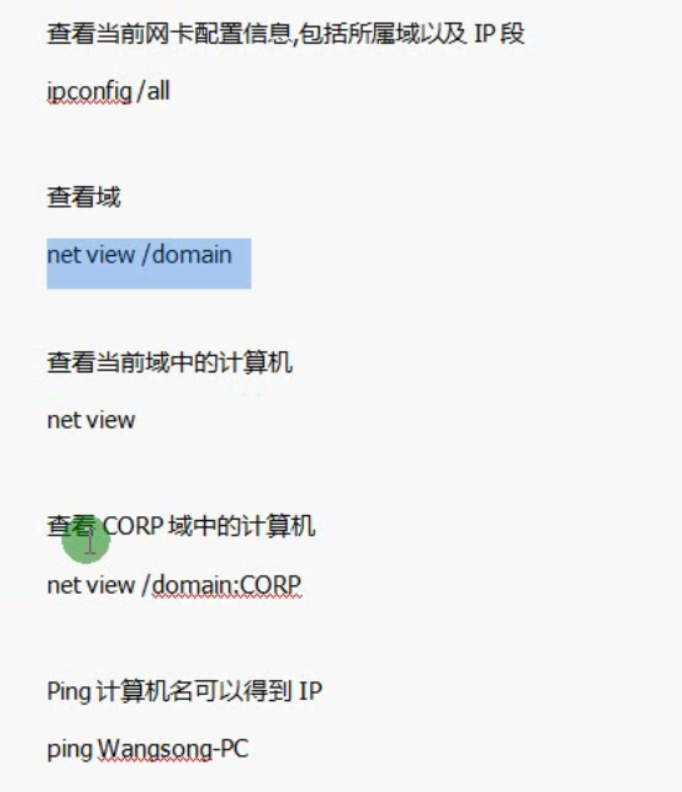 查看当前网卡配置信息,包括所属域以及 IP 段
ipconfig /all
查看域
net view /domain
查看当前域中的计算机
net view
查看 CORP 域中的计算机
net view /domain:CORP
Ping 计算机名可以得到 IP
ping Wangsong-PC